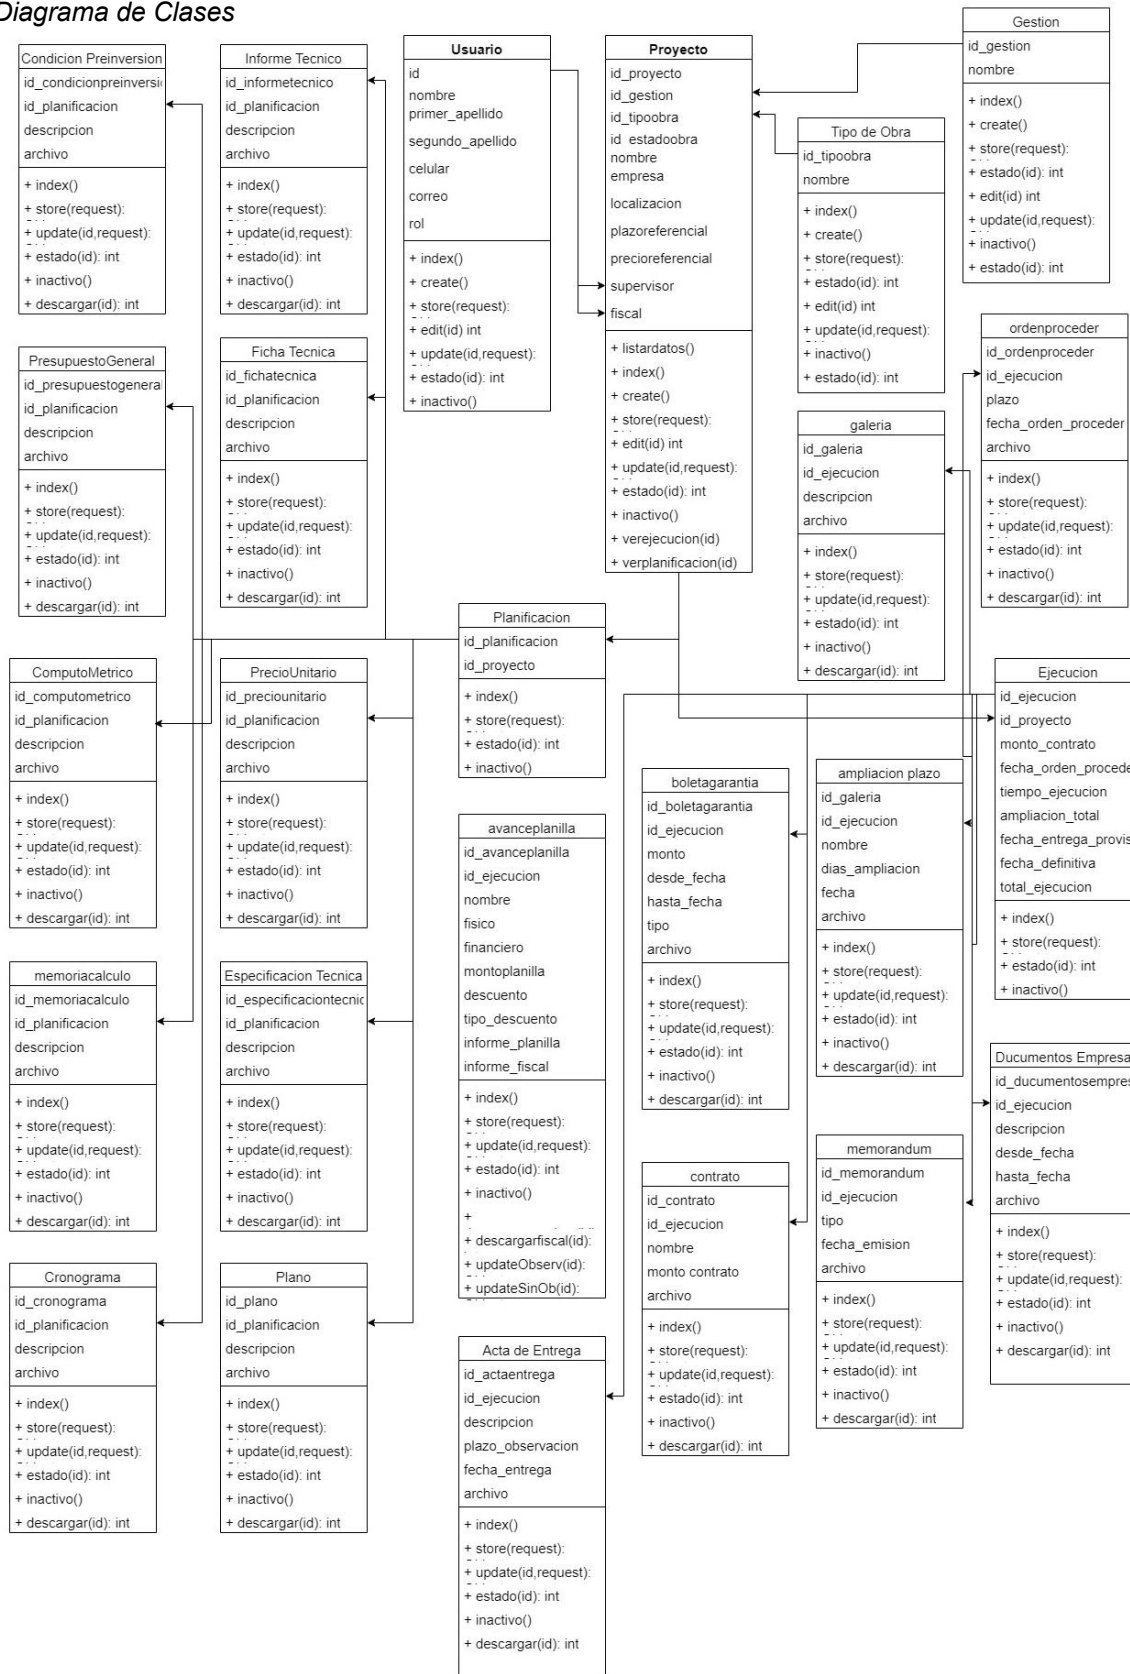 Diagrama de Clases
Condicion Preinversion
id_condicionpreinversi
id_planificacion
descripcion
archivo
+ index()
+ store(request):
+ update(id,request):
+ estado(id): int
+ inactivo()
+ descargar(id): int
Informe Tecnico
id_informetecnico
id_planificacion
descripcion
archivo
+ index()
+ store(request):
+ update(id,request):
+ estado(id): int
+ inactivo()
+ descargar(id): int
Usuario
id
nombre
primer_apellido
segundo_apellido
celular
correo
rol
+ index()
+ create()
+ store(request):
+ edit(id) int
+ update(id,request):
+ estado(id): int
+ inactivo()
Proyecto
id_proyecto
id_gestion
id_tipoobra
id_estadoobra
nombre
empresa
localizacion
plazoreferencial
precioreferencial
supervisor
fiscal
+ listardatos()
+ index()
+ create()
+ store(request):
+ edit(id) int
+ update(id,request):
+ estado(id): int
+ inactivo()
+ verejecucion(id)
+ verplanificacion(id)
Gestion
id_gestion
nombre
+ index()
+ create()
+ store(request):
+ estado(id): int
+ edit(id) int
+ update(id,request):
+ inactivo()
+ estado(id): int
Tipo de Obra
id_tipoobra
nombre
+ index()
+ create()
+ store(request):
+ estado(id): int
+ edit(id) int
+ update(id,request):
+ inactivo()
+ estado(id): int
PresupuestoGeneral
id_presupuestogenera
id_planificacion
descripcion
archivo
+ index()
+ store(request):
+ update(id,request):
+ estado(id): int
+ inactivo()
+ descargar(id): int
Ficha Tecnica
id_fichatecnica
id_planificacion
descripcion
archivo
+ index()
+ store(request):
+ update(id,request):
+ estado(id): int
+ inactivo()
+ descargar(id): int
ordenproceder
id_ordenproceder
id_ejecucion
plazo
fecha_orden_proceder
archivo
+ index()
+ store(request):
+ update(id,request):
+ estado(id): int
+ inactivo()
+ descargar(id): int
galeria
id_galeria
id_ejecucion
descripcion
archivo
+ index()
+ store(request):
+ update(id,request):
+ estado(id): int
+ inactivo()
+ descargar(id): int
Planificacion
id_planificacion
id_proyecto
+ index()
+ store(request):
+ estado(id): int
+ inactivo()
ComputoMetrico
id_computometrico
id_planificacion
descripcion
archivo
+ index()
+ store(request):
+ update(id,request):
+ estado(id): int
+ inactivo()
+ descargar(id): int
PrecioUnitario
id_preciounitario
id_planificacion
descripcion
archivo
+ index()
+ store(request):
+ update(id,request):
+ estado(id): int
+ inactivo()
+ descargar(id): int
Ejecucion
id_ejecucion
id_proyecto
monto_contrato
fecha_orden_procede
tiempo_ejecucion
ampliacion_total
fecha_entrega_provis
fecha_definitiva
total_ejecucion
+ index()
+ store(request):
+ estado(id): int
+ inactivo()
boletagarantia
id_boletagarantia
id_ejecucion
monto
desde_fecha
hasta_fecha
tipo
archivo
+ index()
+ store(request):
+ update(id,request):
+ estado(id): int
+ inactivo()
+ descargar(id): int
ampliacion plazo
id_galeria
id_ejecucion
nombre
dias_ampliacion
fecha
archivo
+ index()
+ store(request):
+ update(id,request):
+ estado(id): int
+ inactivo()
+ descargar(id): int
avanceplanilla
id_avanceplanilla
id_ejecucion
nombre
fisico
financiero
montoplanilla
descuento
tipo_descuento
informe_planilla
informe_fiscal
+ index()
+ store(request):
+ update(id,request):
+ estado(id): int
+ inactivo()
+
+ descargarfiscal(id):
+ updateObserv(id):
+ updateSinOb(id):
memoriacalculo
id_memoriacalculo
id_planificacion
descripcion
archivo
+ index()
+ store(request):
+ update(id,request):
+ estado(id): int
+ inactivo()
+ descargar(id): int
Especificacion Tecnica
id_especificaciontecnic
id_planificacion
descripcion
archivo
+ index()
+ store(request):
+ update(id,request):
+ estado(id): int
+ inactivo()
+ descargar(id): int
Ducumentos Empresa
id_ducumentosempres
id_ejecucion
descripcion
desde_fecha
hasta_fecha
archivo
+ index()
+ store(request):
+ update(id,request):
+ estado(id): int
+ inactivo()
+ descargar(id): int
memorandum
id_memorandum
id_ejecucion
tipo
fecha_emision
archivo
+ index()
+ store(request):
+ update(id,request):
+ estado(id): int
+ inactivo()
+ descargar(id): int
contrato
id_contrato
id_ejecucion
nombre
monto contrato
archivo
+ index()
+ store(request):
+ update(id,request):
+ estado(id): int
+ inactivo()
+ descargar(id): int
Cronograma
id_cronograma
id_planificacion
descripcion
archivo
+ index()
+ store(request):
+ update(id,request):
+ estado(id): int
+ inactivo()
+ descargar(id): int
Plano
id_plano
id_planificacion
descripcion
archivo
+ index()
+ store(request):
+ update(id,request):
+ estado(id): int
+ inactivo()
+ descargar(id): int
Acta de Entrega
id_actaentrega
id_ejecucion
descripcion
plazo_observacion
fecha_entrega
archivo
+ index()
+ store(request):
+ update(id,request):
+ estado(id): int
+ inactivo()
+ descargar(id): int